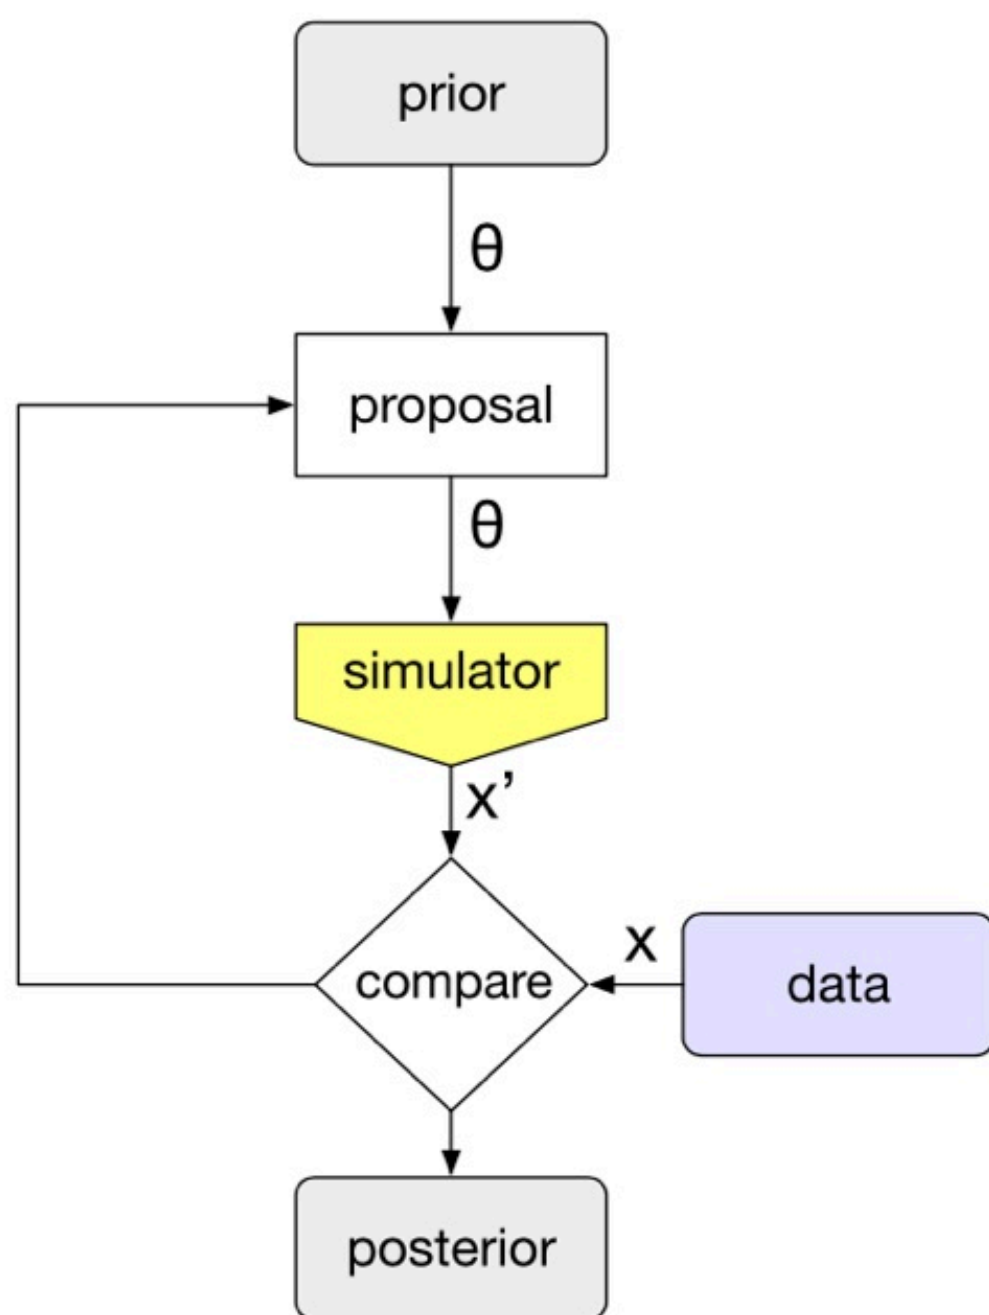 prior
θ
proposal
θ
simulator
x’
compare
x
data
posterior